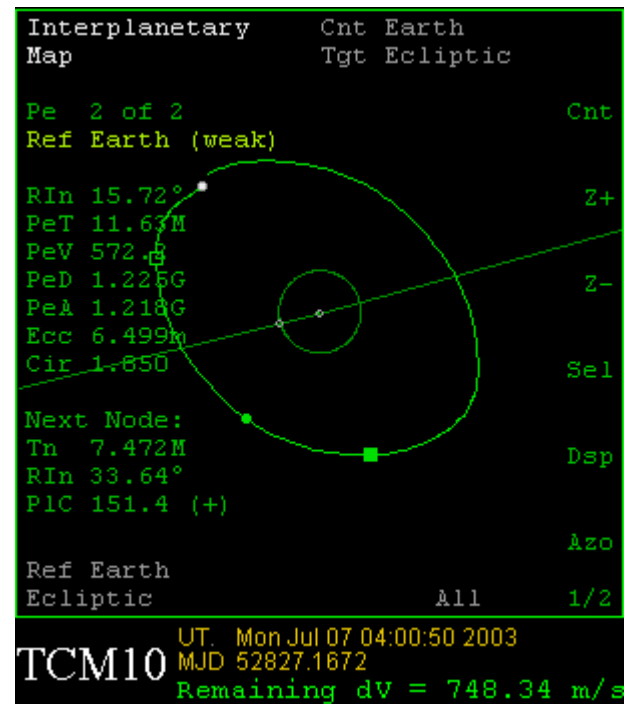 Interplanetary Cnt Earth
Map Tgt Ecliptic
Pe 2 of 2 Cnt
Ref Earth (weak)
RIn 15.72° Z+
PeT 11.63M
PeV 572.
PeD 1.226G Z-
PeA 1.218G
Ecc 6.499m
Cir 1.850 Sel
Next Node:
Tn 7.472M Dsp
RIn 33.64°
PlC 151.4 (+)
Azo
Ref Earth
Ecliptic All 1/2
TCM10
UT. Mon Jul 07 04:00:50 2003
MJD 52827.1672
Remaining dV = 748.34 m/s